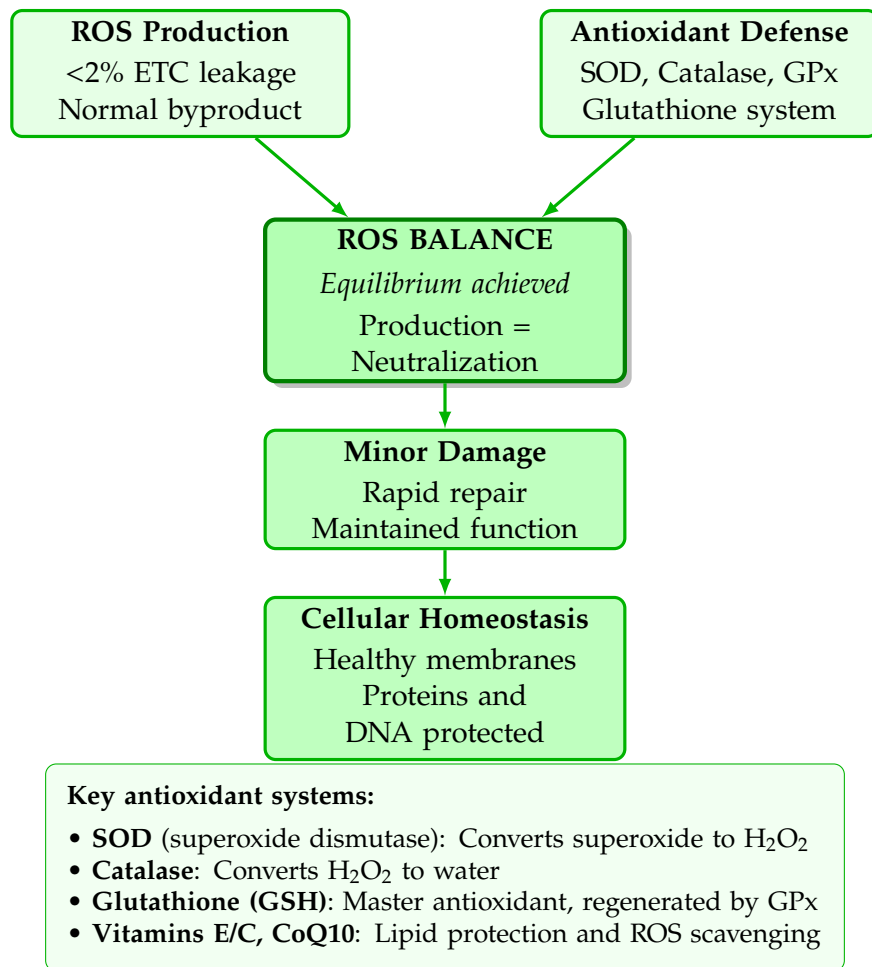 ROS Production
<2% ETC leakage
Normal byproduct
Antioxidant Defense
SOD, Catalase, GPx
Glutathione system
ROS BALANCE
Equilibrium achieved
Production =
Neutralization
Minor Damage
Rapid repair
Maintained function
Cellular Homeostasis
Healthy membranes
Proteins and
DNA protected
Key antioxidant systems:
• SOD (superoxide dismutase): Converts superoxide to H₂O₂
• Catalase: Converts H₂O₂ to water
• Glutathione (GSH): Master antioxidant, regenerated by GPx
• Vitamins E/C, CoQ10: Lipid protection and ROS scavenging